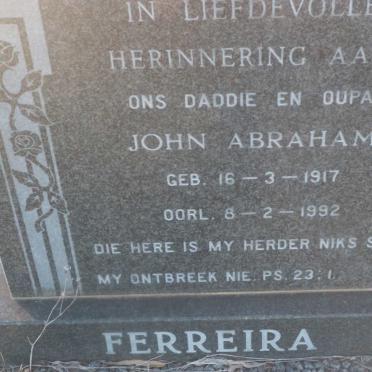 IN LIEFDEVOLLE
HERINNERING AA
ONS DADDIE EN OUPA
JOHN ABRAHAM
GEB. 16-3-1917
OORL. 8-2-1992
DIE HERE IS MY HERDER NIKS S
MY ONTBREEK NIE. PS. 23:1.
FERREIRA